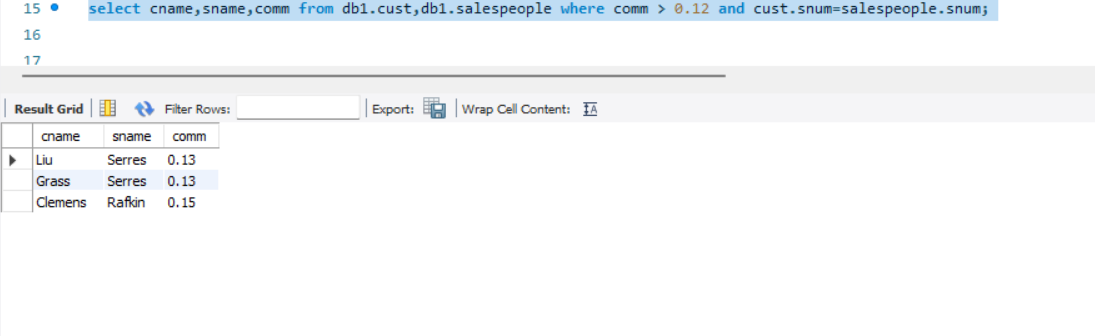 15 select cname,sname,comm from db1.cust,db1.salespeople where comm > 0.12 and cust.snum=salespeople.snum;
16
17
Result Grid Filter Rows: Export: Wrap Cell Content: IA
cname sname comm
Liu Serres 0.13
Grass Serres 0.13
Clemens Rafkin 0.15